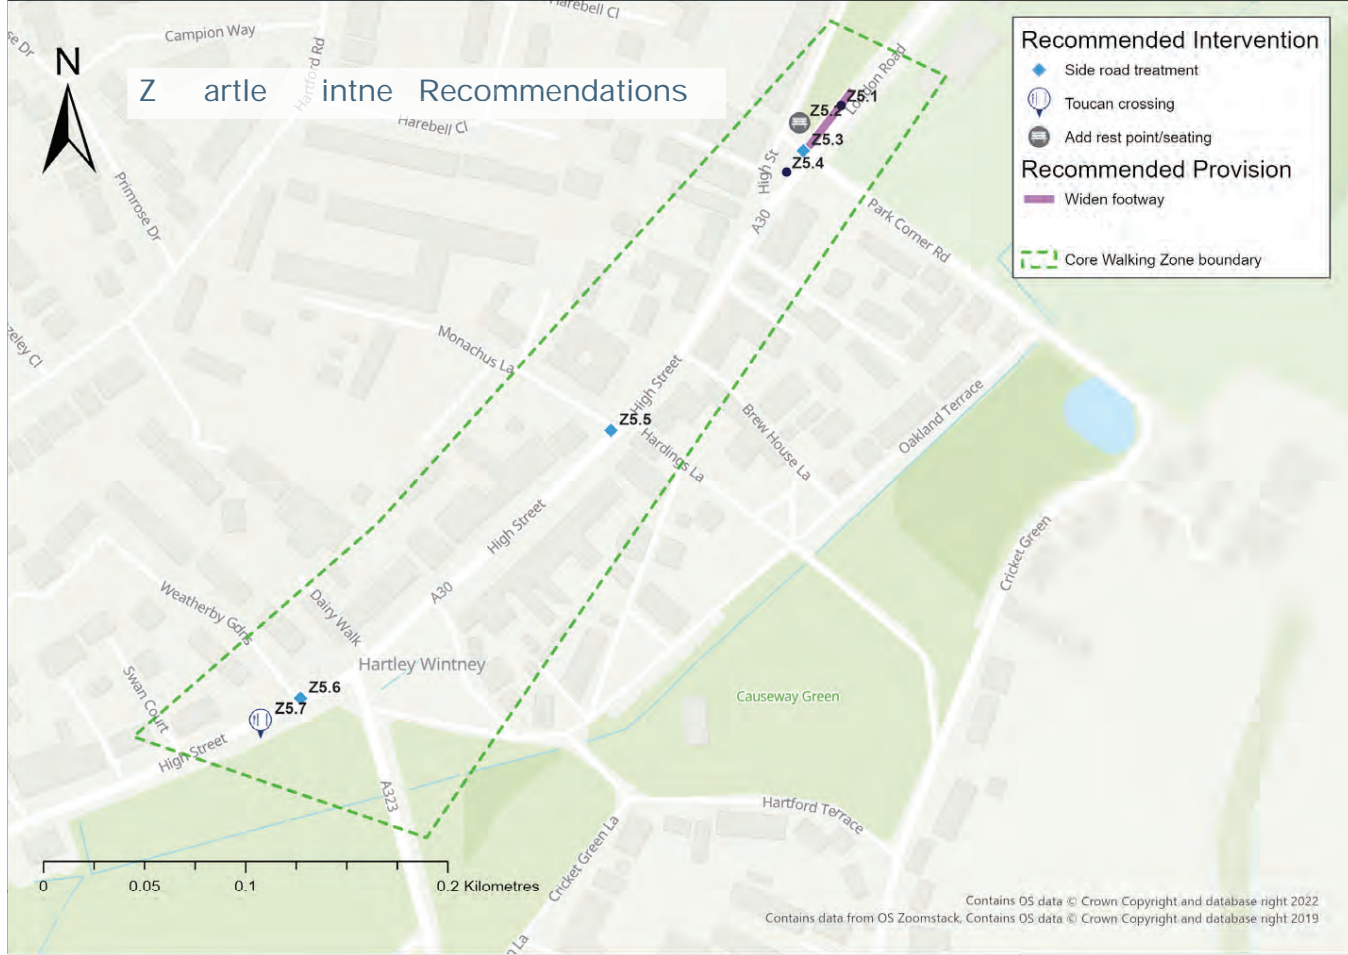 Harebell Cl
Campion Way
se Dr
Hartford Rd
N
Z artle intne Recommendations
Harebell Cl
Primrose Dr
zeley Cl
London Road
Z5.1
Z5.2
Z5.3
Z5.4
High St
A30
Park Corner Rd
Recommended Intervention
Side road treatment
Toucan crossing
Add rest point/seating
Recommended Provision
Widen footway
Core Walking Zone boundary
Monachus La
High Street
Z5.5
Hardings La
Brew House La
Oakland Terrace
High Street
A30
Cricket Green
Weatherby Gdns
Dairy Walk
Hartley Wintney
Swan Court
Z5.6
Z5.7
High Street
Causeway Green
A323
Hartford Terrace
Cricket Green La
n La
0 0.05 0.1 0.2 Kilometres
Contains OS data © Crown Copyright and database right 2022
Contains data from OS Zoomstack, Contains OS data © Crown Copyright and database right 2019